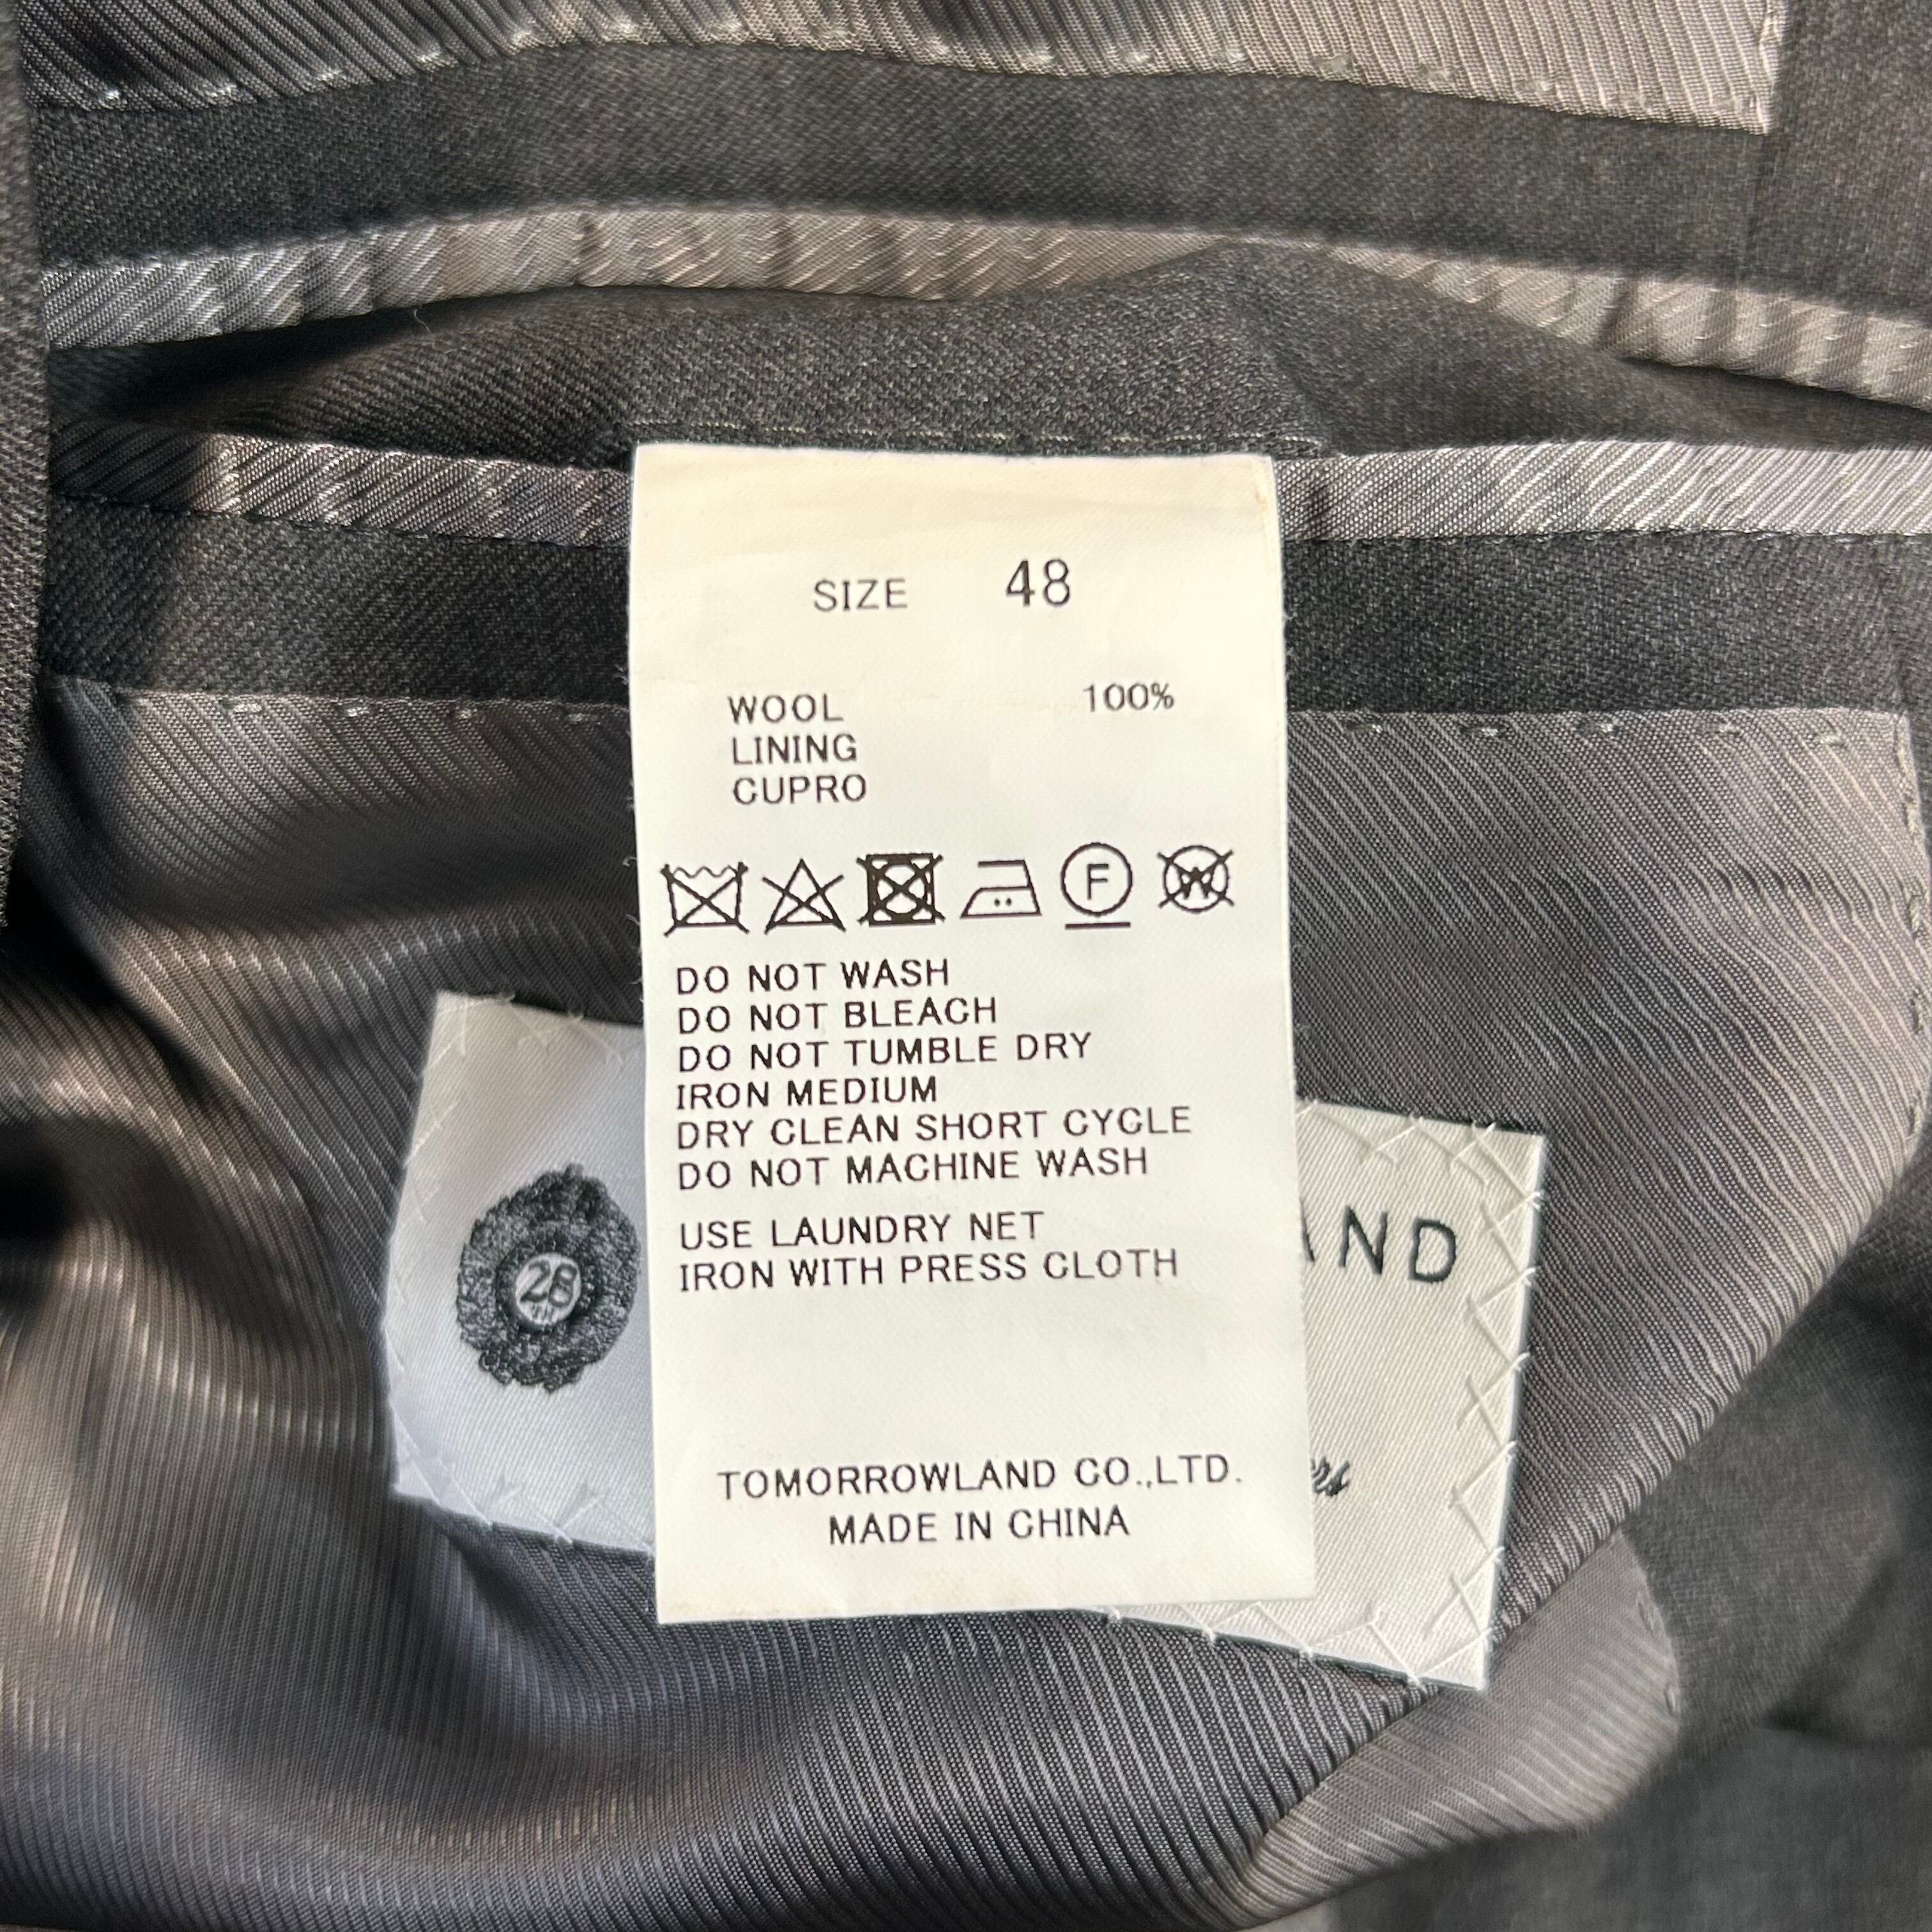 SIZE 48
WOOL 100%
LINING
CUPRO
F W
DO NOT WASH
DO NOT BLEACH
DO NOT TUMBLE DRY
IRON MEDIUM
DRY CLEAN SHORT CYCLE
DO NOT MACHINE WASH
USE LAUNDRY NET
IRON WITH PRESS CLOTH
28
ND
TOMORROWLAND CO.,LTD.
MADE IN CHINA